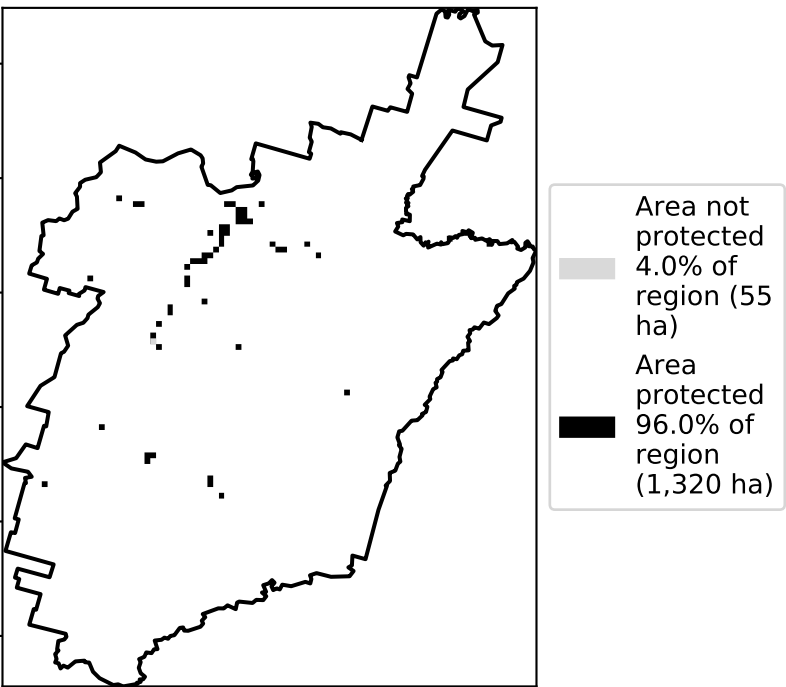 Area not
protected
4.0% of
region (55
ha)
Area
protected
96.0% of
region
(1,320 ha)